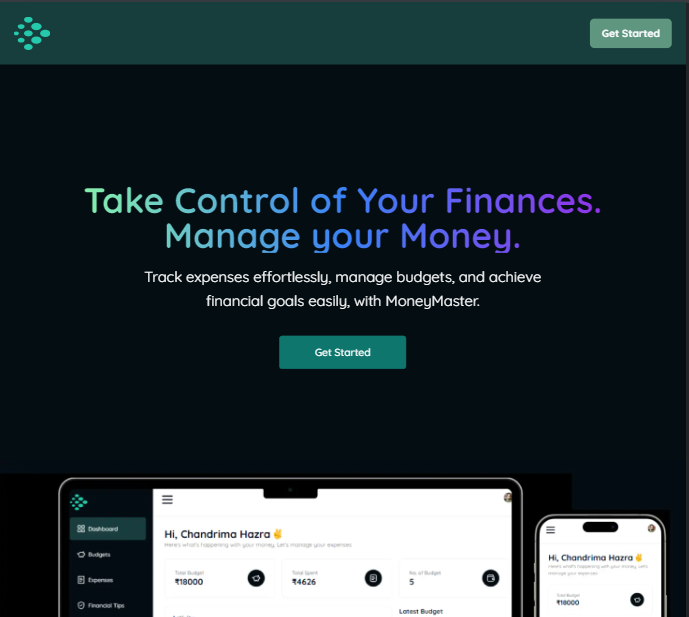 Get Started
Take Control of Your Finances.
Manage your Money.
Track expenses effortlessly, manage budgets, and achieve
financial goals easily, with MoneyMaster.
Get Started
Dashboard
Budgets
Expenses
Financial Tips
Hi, Chandrima Hazra✌️
Here's what's happening with your money. Let's manage your expenses
Total Budget
₹18000
Total Spent
₹4626
No. of Budget
5
Latest Budget
Hi, Chandrima Hazra✌️
Here's what's happening with your money. Let's
manage your expenses
Total Budget
₹18000